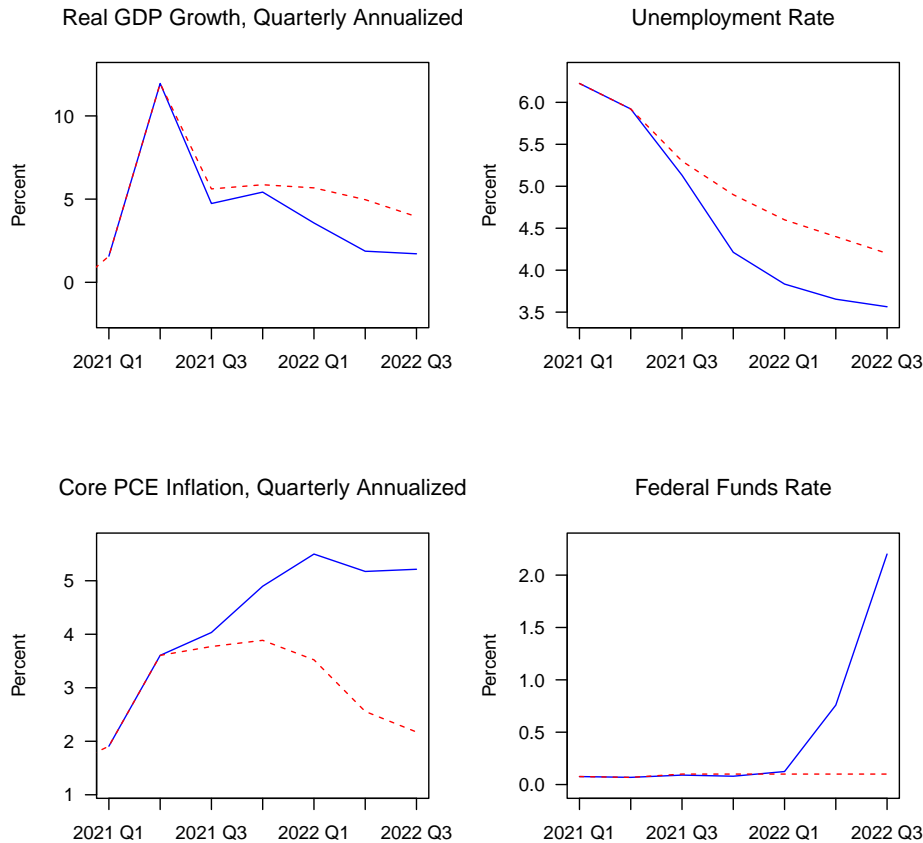 Real GDP Growth, Quarterly Annualized
Percent
10
5
0
2021 Q1 2021 Q3 2022 Q1 2022 Q3
Unemployment Rate
Percent
6.0
5.5
5.0
4.5
4.0
3.5
2021 Q1 2021 Q3 2022 Q1 2022 Q3
Core PCE Inflation, Quarterly Annualized
Percent
5
4
3
2
1
2021 Q1 2021 Q3 2022 Q1 2022 Q3
Federal Funds Rate
Percent
2.0
1.5
1.0
0.5
0.0
2021 Q1 2021 Q3 2022 Q1 2022 Q3